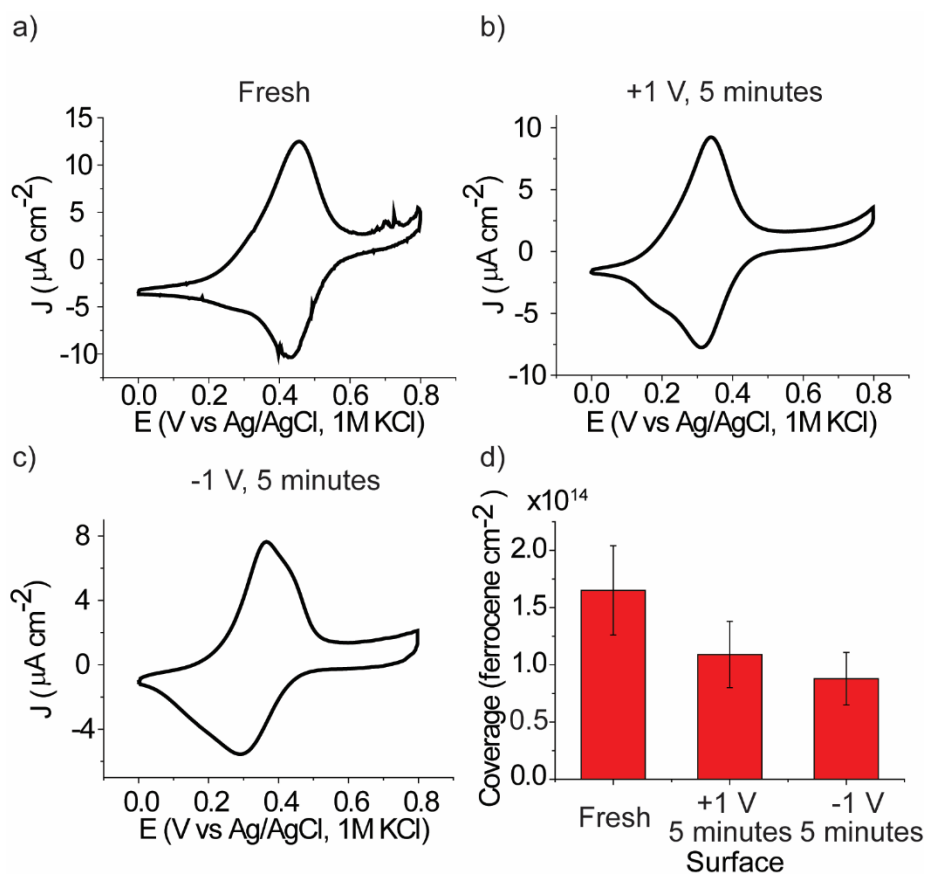 a)
Fresh
15
10
5
0
-5
-10
J ( μA cm-2)
0.0 0.2 0.4 0.6 0.8
E (V vs Ag/AgCl, 1M KCl)
b)
+1 V, 5 minutes
10
5
0
-5
-10
J ( μA cm-2)
0.0 0.2 0.4 0.6 0.8
E (V vs Ag/AgCl, 1M KCl)
c)
-1 V, 5 minutes
8
4
0
-4
J ( μA cm-2)
0.0 0.2 0.4 0.6 0.8
E (V vs Ag/AgCl, 1M KCl)
d)
x10^14
2.0
1.5
1.0
0.5
0.0
Coverage (ferrocene cm-2)
Fresh +1 V -1 V
5 minutes 5 minutes
Surface